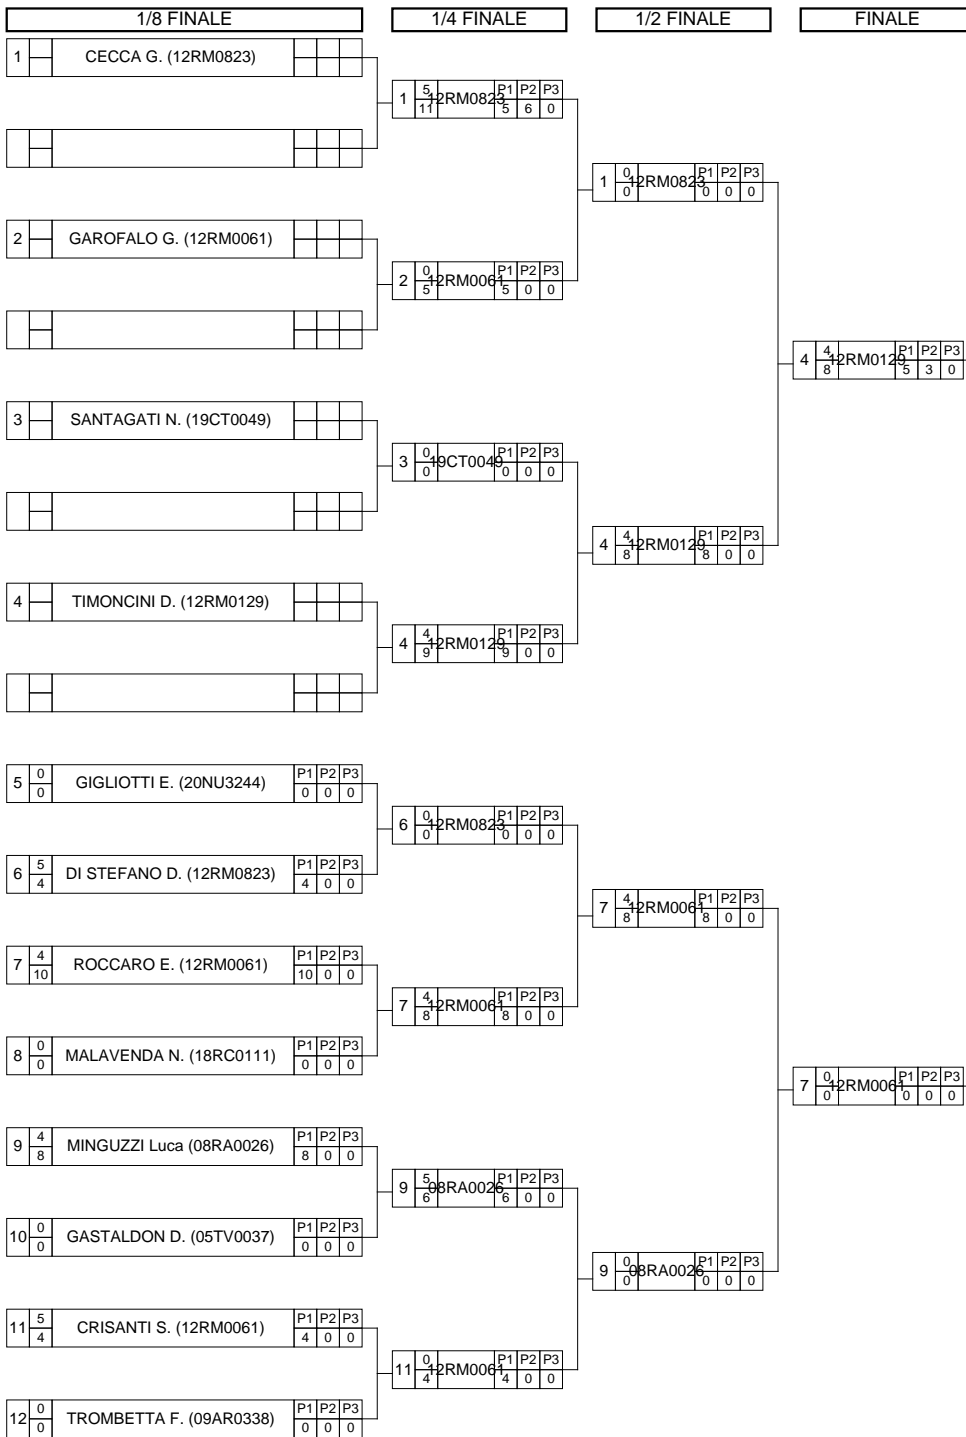 1/8 FINALE 1/4 FINALE 1/2 FINALE FINALE
1 CECCA G. (12RM0823)
1 5 11 12RM0823 P1 P2 P3
5 6 0
1 0 0 12RM0823 P1 P2 P3
0 0 0
2 GAROFALO G. (12RM0061)
2 0 5 12RM0061 P1 P2 P3
5 0 0
4 4 8 12RM0129 P1 P2 P3
5 3 0
3 SANTAGATI N. (19CT0049)
3 0 0 19CT0049 P1 P2 P3
0 0 0
4 4 8 12RM0129 P1 P2 P3
8 0 0
4 TIMONCINI D. (12RM0129)
4 4 9 12RM0129 P1 P2 P3
9 0 0
5 0 0 GIGLIOTTI E. (20NU3244) P1 P2 P3
0 0 0
6 0 0 12RM0823 P1 P2 P3
0 0 0
6 5 4 DI STEFANO D. (12RM0823) P1 P2 P3
4 0 0
7 4 8 12RM0061 P1 P2 P3
8 0 0
7 4 10 ROCCARO E. (12RM0061) P1 P2 P3
10 0 0
7 4 8 12RM0061 P1 P2 P3
8 0 0
8 0 0 MALAVENDA N. (18RC0111) P1 P2 P3
0 0 0
7 0 0 12RM0061 P1 P2 P3
0 0 0
9 4 8 MINGUZZI Luca (08RA0026) P1 P2 P3
8 0 0
9 5 6 08RA0026 P1 P2 P3
6 0 0
10 0 0 GASTALDON D. (05TV0037) P1 P2 P3
0 0 0
9 0 0 08RA0026 P1 P2 P3
0 0 0
11 5 4 CRISANTI S. (12RM0061) P1 P2 P3
4 0 0
11 0 4 12RM0061 P1 P2 P3
4 0 0
12 0 0 TROMBETTA F. (09AR0338) P1 P2 P3
0 0 0